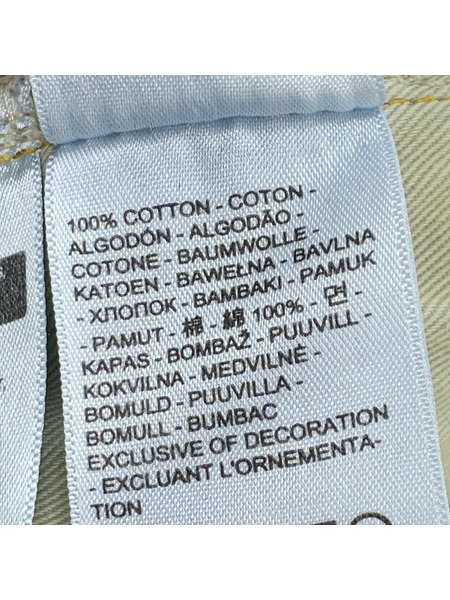 100% COTTON - COTON -
ALGODÓN - ALGODÃO -
COTONE - BAUMWOLLE -
KATOEN - BAWEŁNA - BAVLNA
- ХЛОПОК - BAMBAKI - PAMUK
- PAMUT - 棉 - 綿 100% - 면 -
KAPAS - BOMBAŽ - PUUVILL -
KOKVILNA - MEDVILNĖ -
BOMULD - PUUVILLA -
BOMULL - BUMBAC
EXCLUSIVE OF DECORATION
- EXCLUANT L'ORNEMENTA-
TION